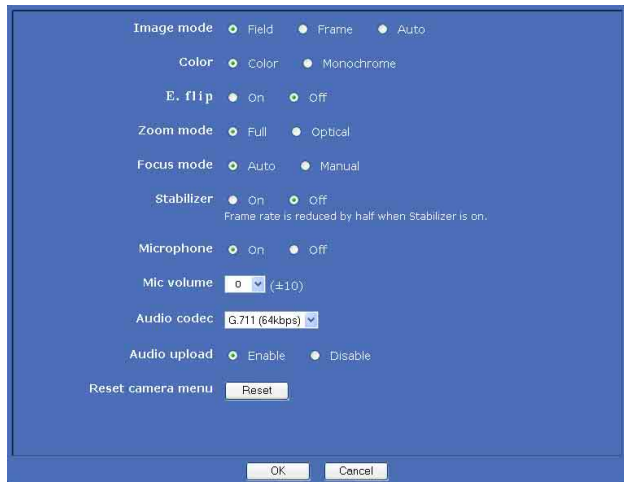 Image mode Field Frame Auto
Color Color Monochrome
E. flip On Off
Zoom mode Full Optical
Focus mode Auto Manual
Stabilizer On Off
Frame rate is reduced by half when Stabilizer is on.
Microphone On Off
Mic volume 0 (±10)
Audio codec G.711 (64kbps)
Audio upload Enable Disable
Reset camera menu Reset
OK Cancel